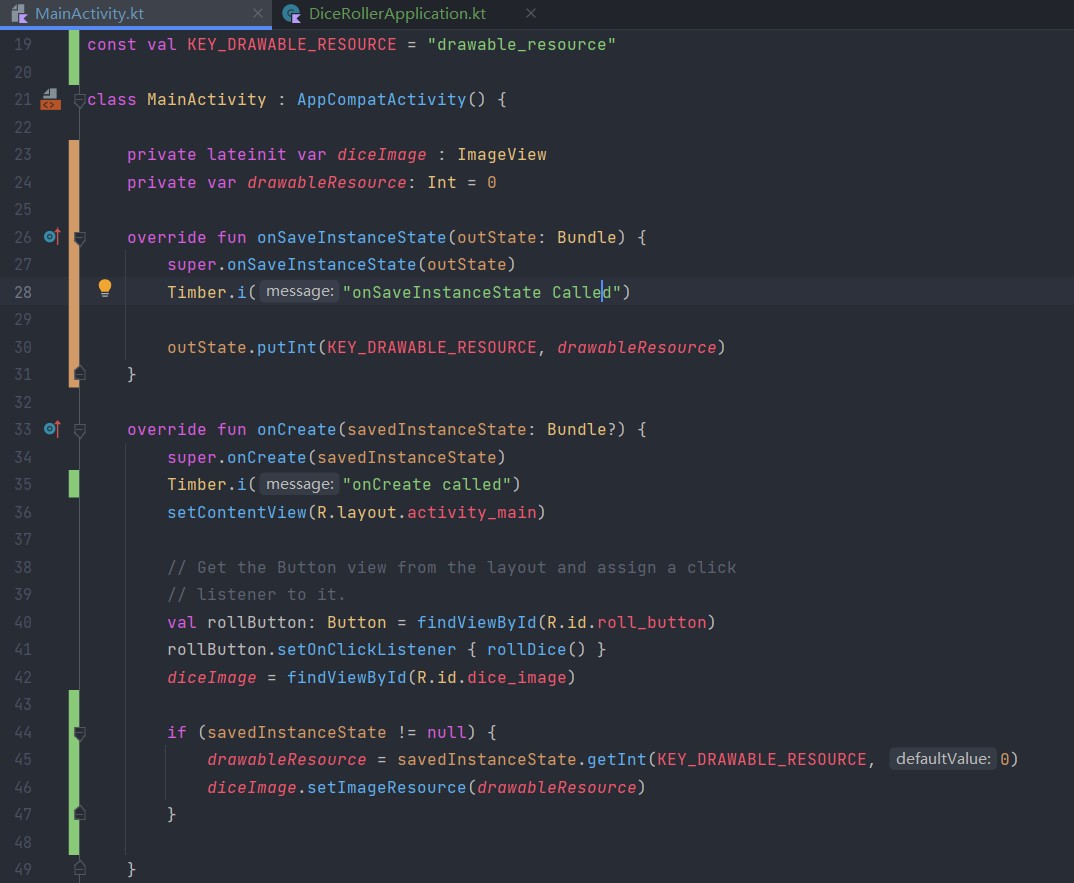 MainActivity.kt DiceRollerApplication.kt
19 const val KEY_DRAWABLE_RESOURCE = "drawable_resource"
20
21 class MainActivity : AppCompatActivity() {
22
23 private lateinit var diceImage : ImageView
24 private var drawableResource: Int = 0
25
26 override fun onSaveInstanceState(outState: Bundle) {
27 super.onSaveInstanceState(outState)
28 Timber.i( message: "onSaveInstanceState Called")
29
30 outState.putInt(KEY_DRAWABLE_RESOURCE, drawableResource)
31 }
32
33 override fun onCreate(savedInstanceState: Bundle?) {
34 super.onCreate(savedInstanceState)
35 Timber.i( message: "onCreate called")
36 setContentView(R.layout.activity_main)
37
38 // Get the Button view from the layout and assign a click
39 // listener to it.
40 val rollButton: Button = findViewById(R.id.roll_button)
41 rollButton.setOnClickListener { rollDice() }
42 diceImage = findViewById(R.id.dice_image)
43
44 if (savedInstanceState != null) {
45 drawableResource = savedInstanceState.getInt(KEY_DRAWABLE_RESOURCE, defaultValue: 0)
46 diceImage.setImageResource(drawableResource)
47 }
48
49 }